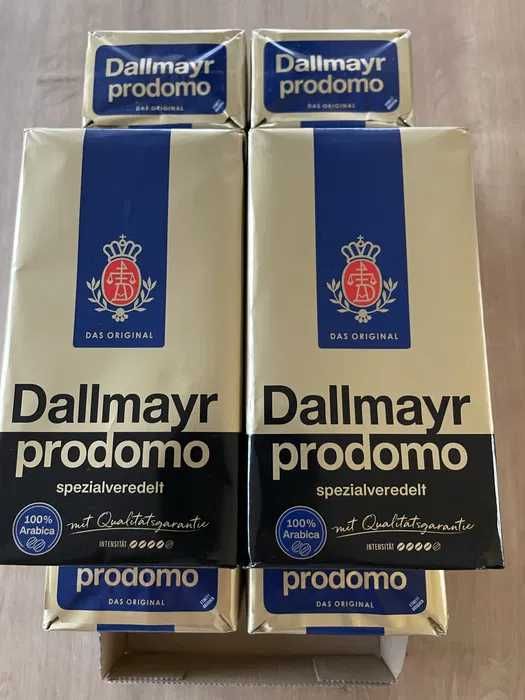 Dallmayr
prodomo
DAS ORIGINAL
Dallmayr
prodomo
DAS ORIGINAL
DAS ORIGINAL
Dallmayr
prodomo
spezialveredelt
100%
Arabica
mit Qualitätsgarantie
INTENSITÄT
DAS ORIGINAL
Dallmayr
prodomo
spezialveredelt
100%
Arabica
mit Qualitätsgarantie
INTENSITÄT
prodomo
DAS ORIGINAL
prodomo
DAS ORIGINAL